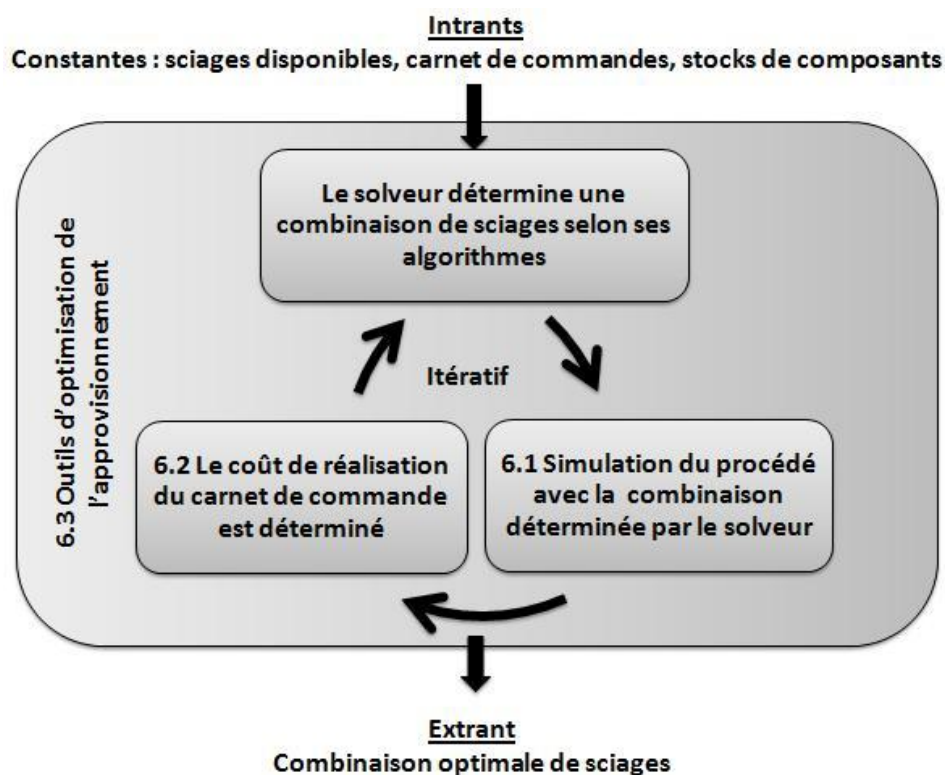 Intrants
Constantes : sciages disponibles, carnet de commandes, stocks de composants
Le solveur détermine une
combinaison de sciages selon ses
algorithmes
6.3 Outils d'optimisation de
l'approvisionnement
Itératif
6.2 Le coût de réalisation
du carnet de commande
est déterminé
6.1 Simulation du procédé
avec la combinaison
déterminée par le solveur
Extrant
Combinaison optimale de sciages